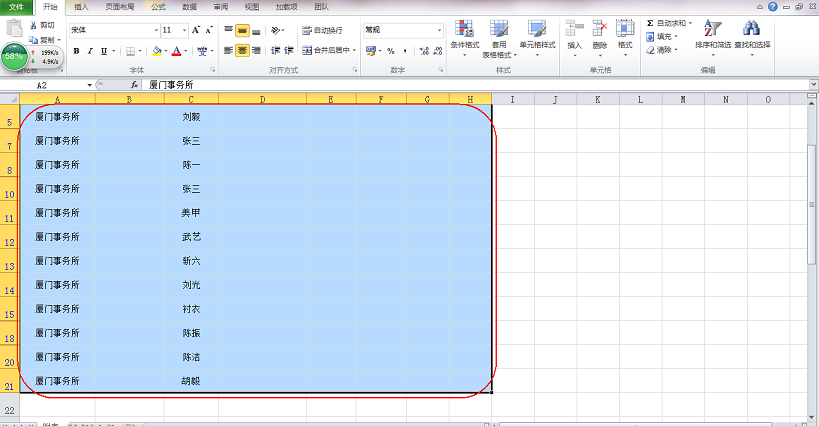 文件 开始 插入 页面布局 公式 数据 审阅 视图 加载项 团队
剪切 宋体 11 A A 自动换行 常规 Σ 自动求和
复制 填充
58% 199K/s B I U A 合并后居中 % , 条件格式 套用 单元格样式 插入 删除 格式 清除 排序和筛选 查找和选择
4.9K/s 表格格式
字体 对齐方式 数字 样式 单元格 编辑
A2 fx 厦门事务所
A B C D E F G H I J K L M N O
5 厦门事务所 刘毅
7 厦门事务所 张三
8 厦门事务所 陈一
10 厦门事务所 张三
11 厦门事务所 姜甲
12 厦门事务所 武艺
13 厦门事务所 斩六
14 厦门事务所 刘光
15 厦门事务所 衬衣
18 厦门事务所 陈振
20 厦门事务所 陈洁
21 厦门事务所 胡毅
22